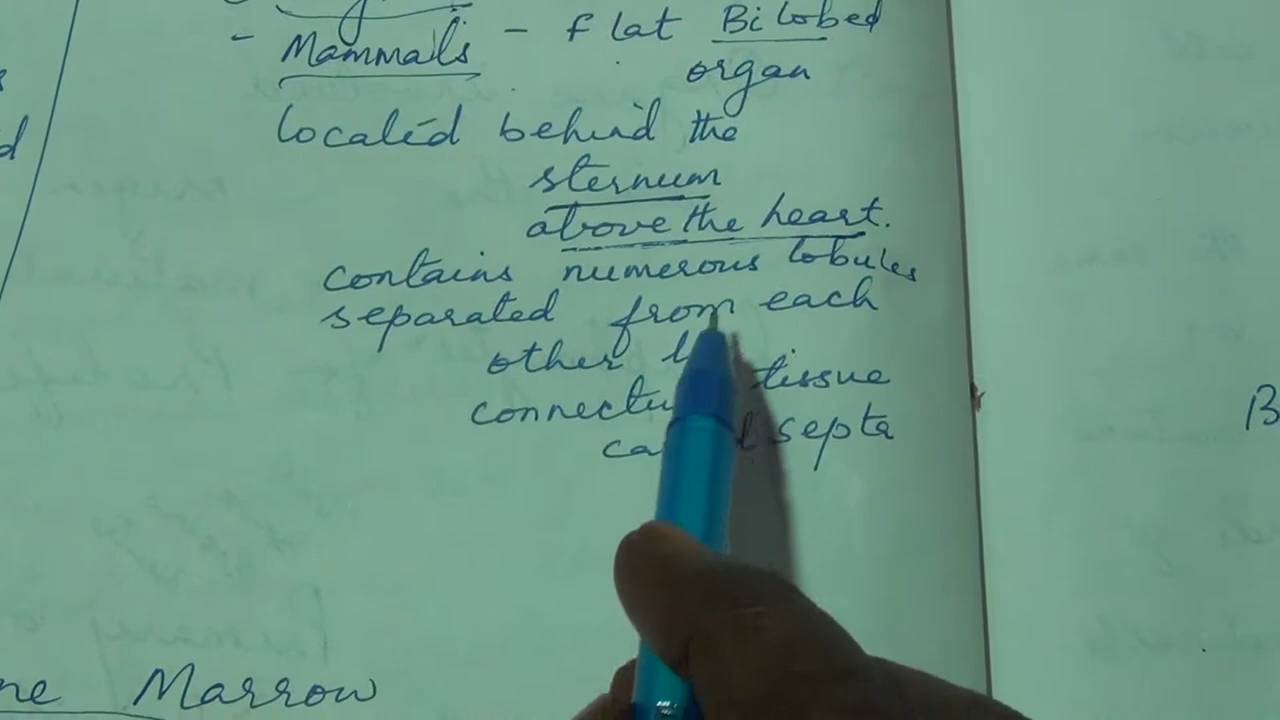 - Mammals - flat Bilobed
organ
located behind the
sternum
above the heart.
contains numerous lobules
separated from each
other
tissue
septa
Marrow
B